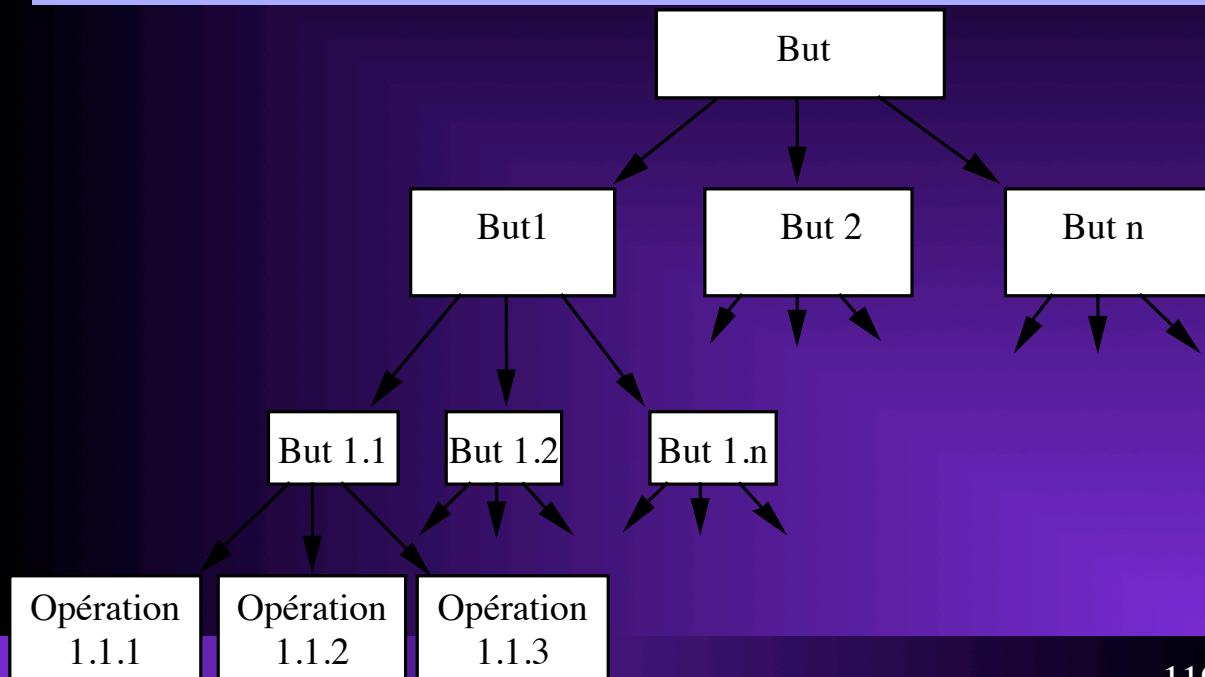 But
But1
But 2
But n
But 1.1
But 1.2
But 1.n
Opération
1.1.1
Opération
1.1.2
Opération
1.1.3